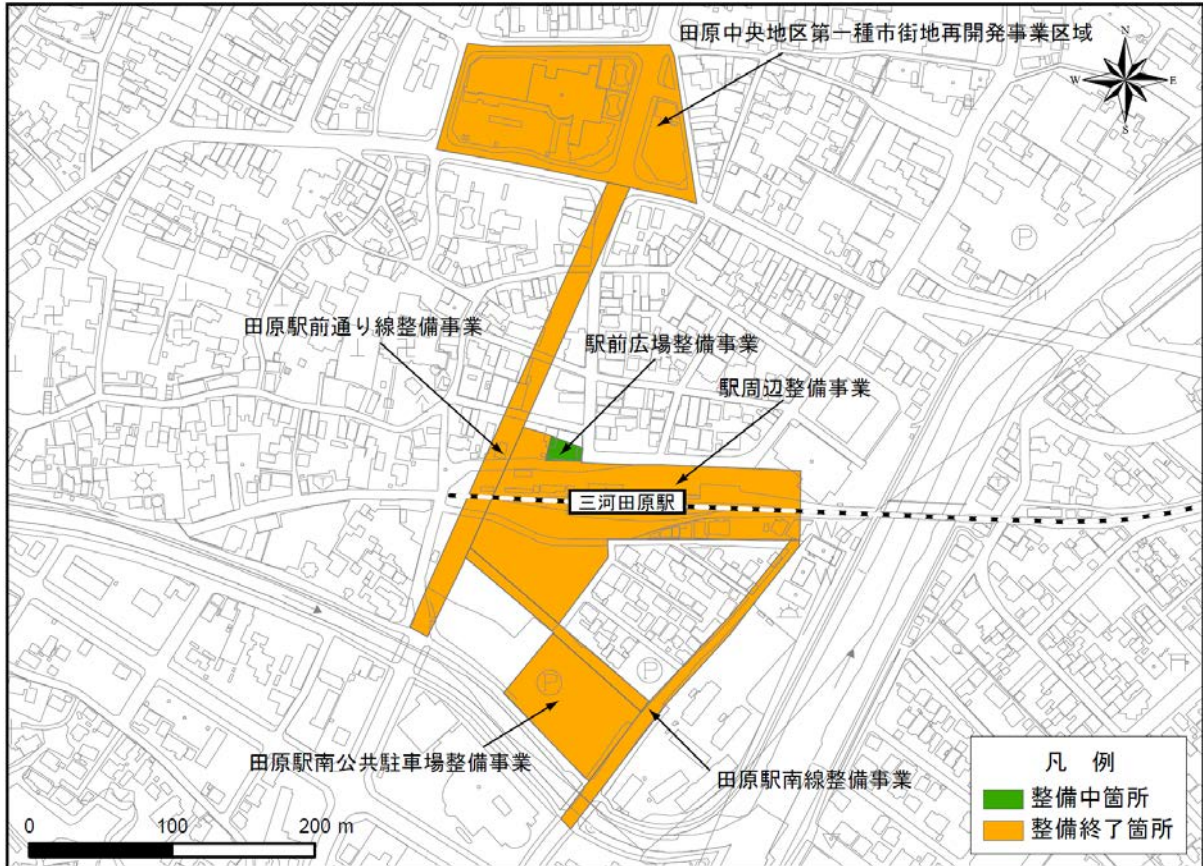 田原中央地区第一種市街地再開発事業区域
N
W
E
S
P
田原駅前通り線整備事業
駅前広場整備事業
駅周辺整備事業
三河田原駅
P
P
田原駅南公共駐車場整備事業
田原駅南線整備事業
凡 例
整備中箇所
整備終了箇所
0 100 200 m